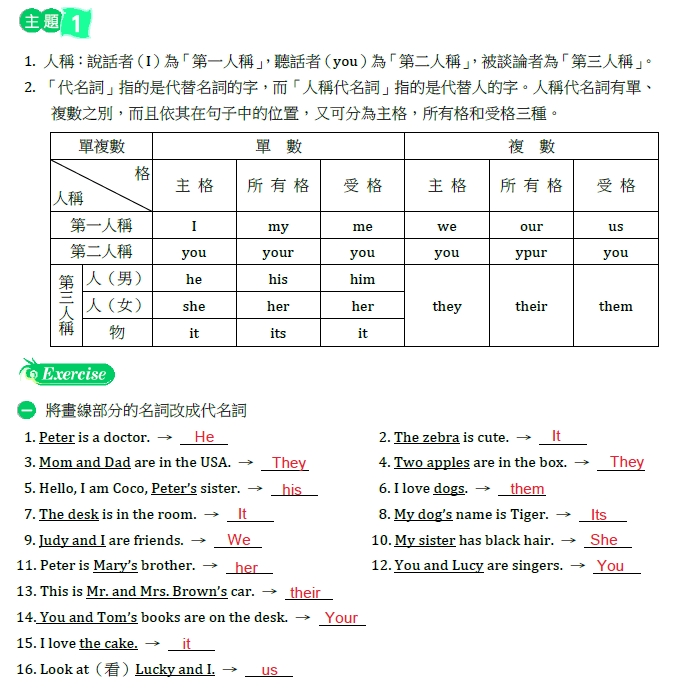 主題 1
1. 人稱：說話者（I）為「第一人稱」，聽話者（you）為「第二人稱」，被談論者為「第三人稱」。
2. 「代名詞」指的是代替名詞的字，而「人稱代名詞」指的是代替人的字。人稱代名詞有單、
複數之別，而且依其在句子中的位置，又可分為主格，所有格和受格三種。
單複數 單 數 複 數
格 人稱 主 格 所 有 格 受 格 主 格 所 有 格 受 格
第一人稱 I my me we our us
第二人稱 you your you you ypur you
第三人稱 人（男） he his him they their them
人（女） she her her
物 it its it
Exercise
一 將畫線部分的名詞改成代名詞
1. Peter is a doctor. → He 2. The zebra is cute. → It
3. Mom and Dad are in the USA. → They 4. Two apples are in the box. → They
5. Hello, I am Coco, Peter's sister. → his 6. I love dogs. → them
7. The desk is in the room. → It 8. My dog's name is Tiger. → Its
9. Judy and I are friends. → We 10. My sister has black hair. → She
11. Peter is Mary's brother. → her 12. You and Lucy are singers. → You
13. This is Mr. and Mrs. Brown's car. → their
14. You and Tom's books are on the desk. → Your
15. I love the cake. → it
16. Look at（看）Lucky and I. → us